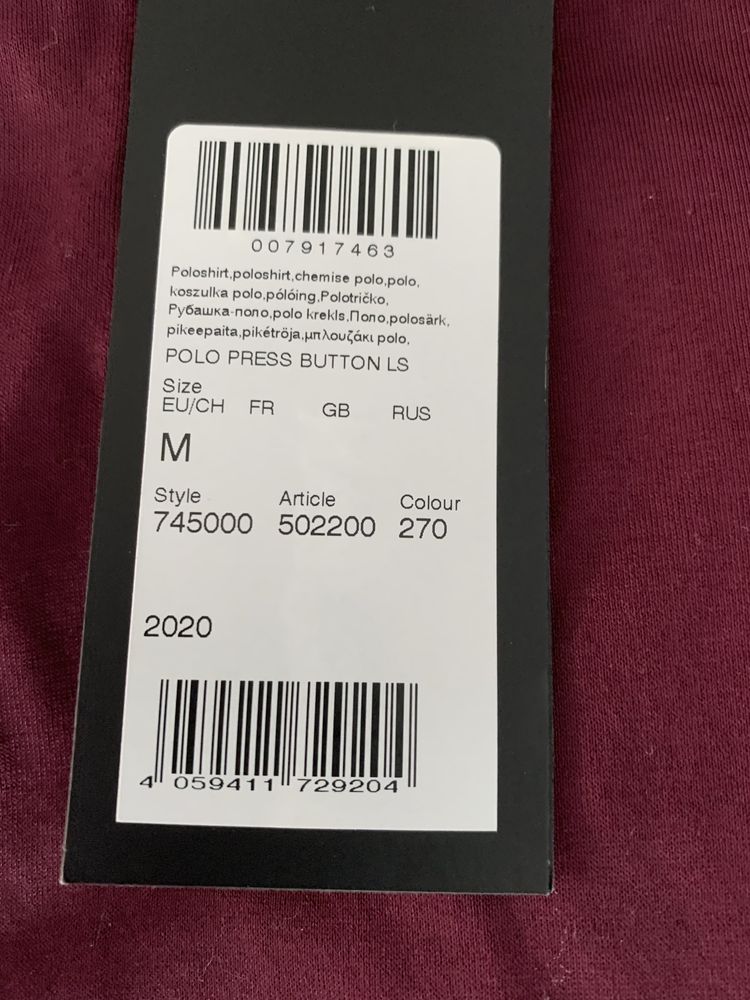 007917463
Poloshirt,poloshirt,chemise polo,polo,
koszulka polo,pólóing,Polotričko,
Рубашка-поло,polo krekls,Поло,polosärk,
pikeepaita,pikétröja,μπλουζάκι polo,
POLO PRESS BUTTON LS
Size
EU/CH FR GB RUS
M
Style Article Colour
745000 502200 270
2020
4 059411 729204